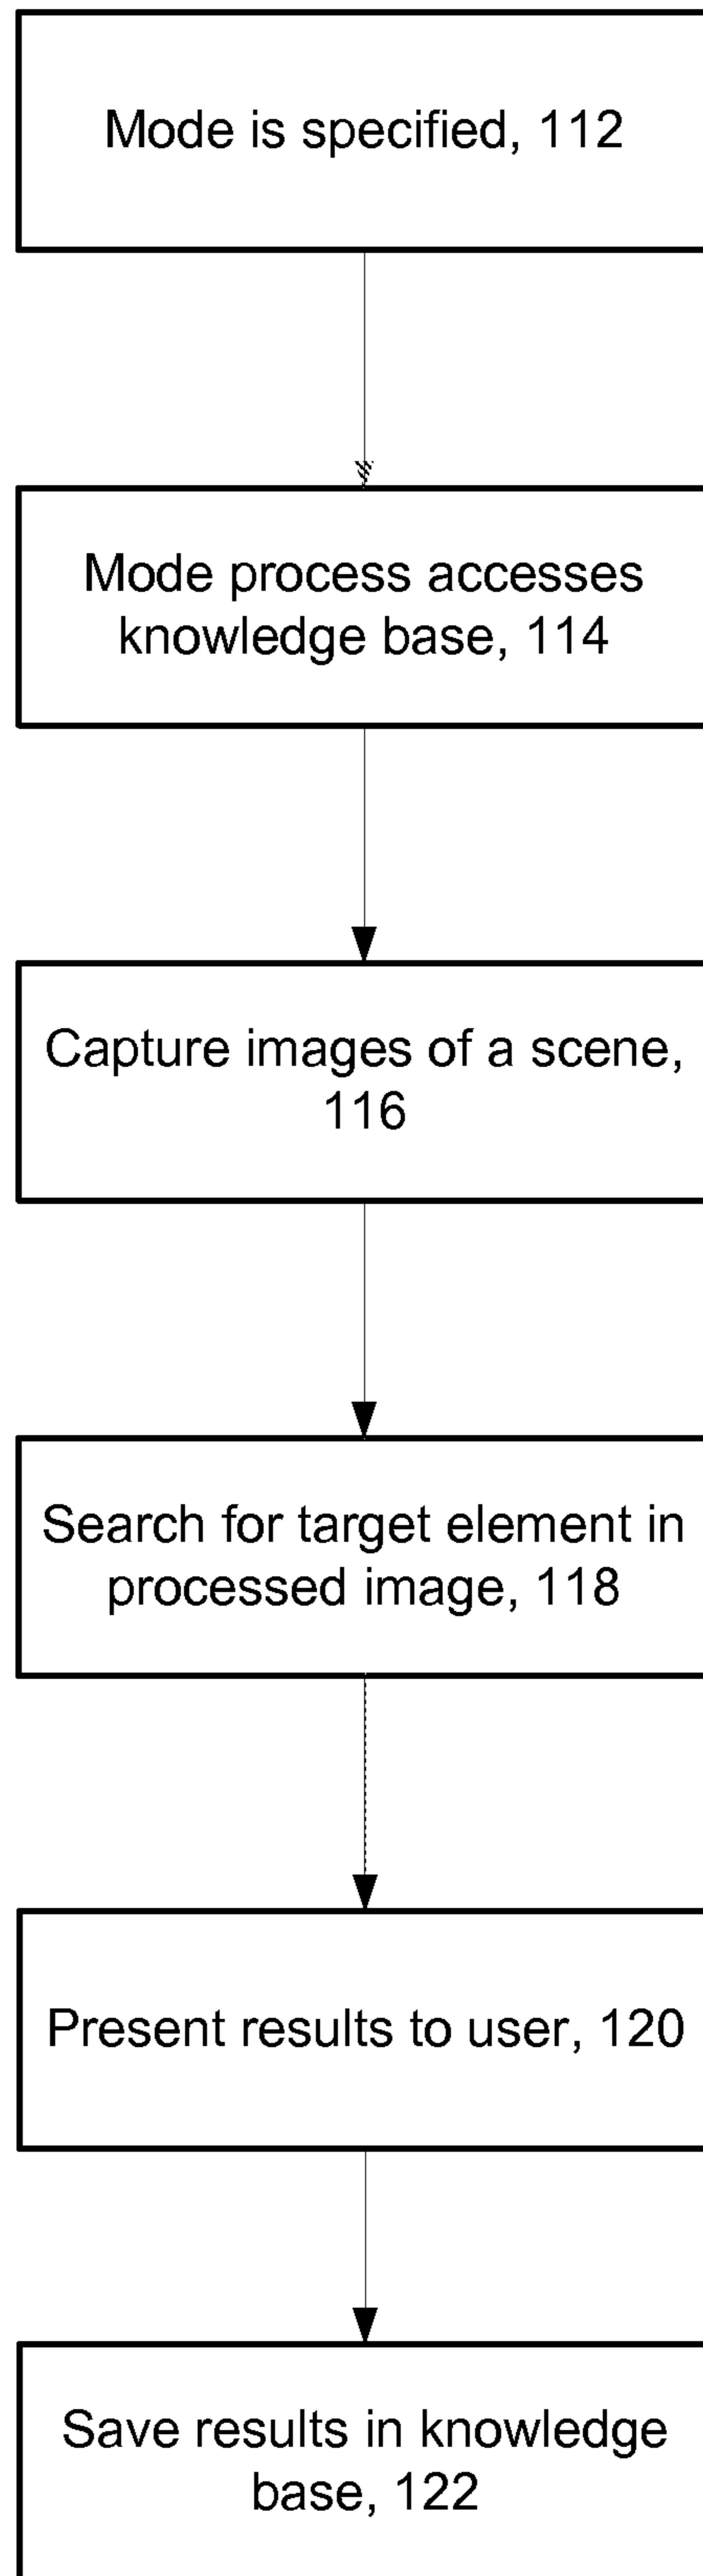 Mode is specified, 112
Mode process accesses
knowledge base, 114
Capture images of a scene,
116
Search for target element in
processed image, 118
Present results to user, 120
Save results in knowledge
base, 122